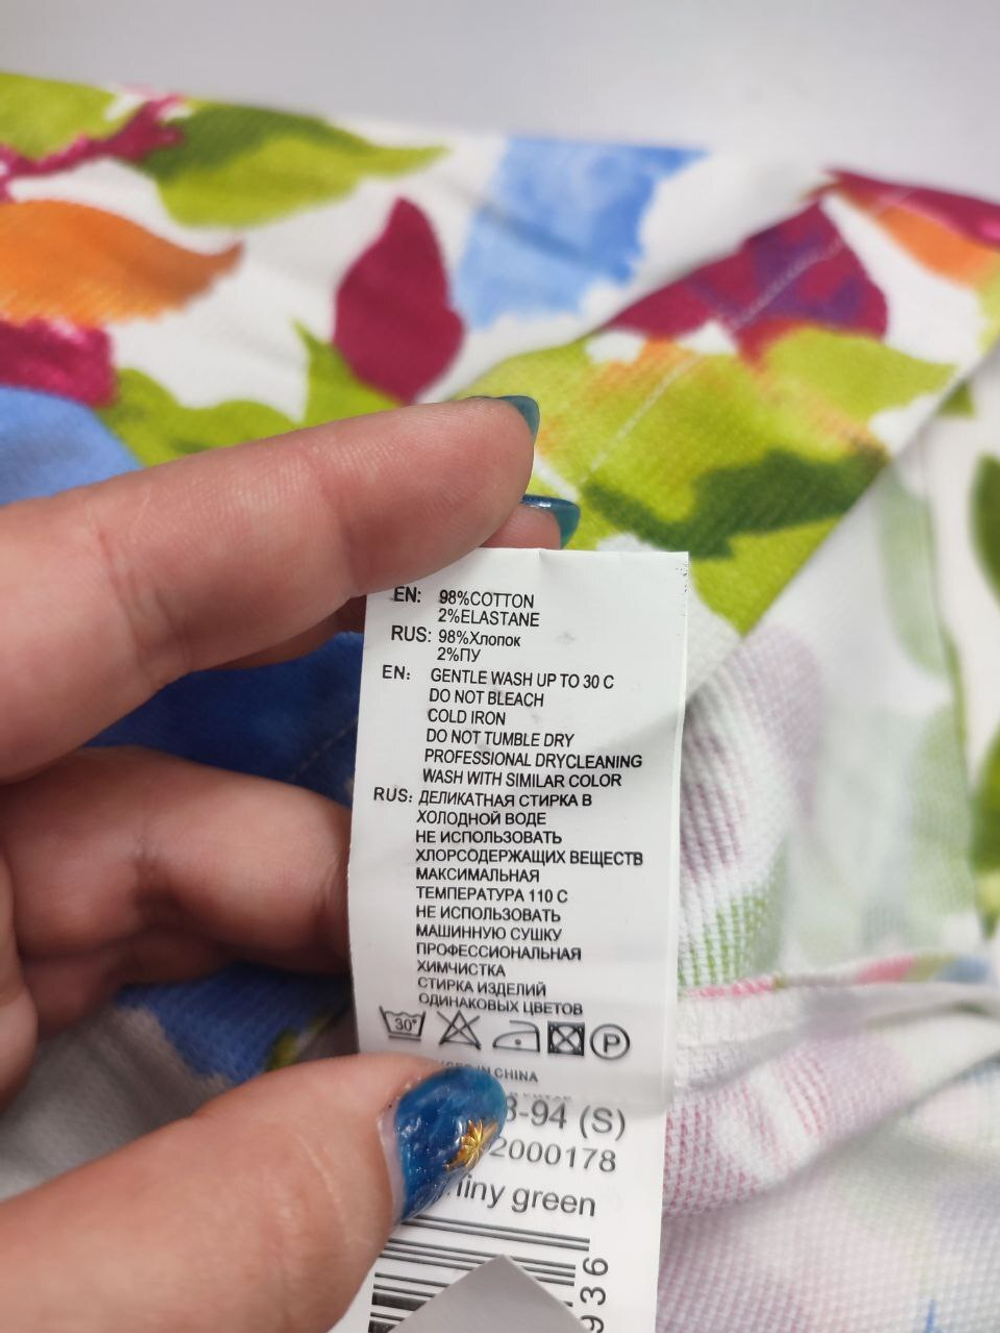 EN: 98%COTTON
2%ELASTANE
RUS: 98%Хлопок
2%ПУ
EN: GENTLE WASH UP TO 30 C
DO NOT BLEACH
COLD IRON
DO NOT TUMBLE DRY
PROFESSIONAL DRYCLEANING
WASH WITH SIMILAR COLOR
RUS: ДЕЛИКАТНАЯ СТИРКА В
ХОЛОДНОЙ ВОДЕ
НЕ ИСПОЛЬЗОВАТЬ
ХЛОРСОДЕРЖАЩИХ ВЕЩЕСТВ
МАКСИМАЛЬНАЯ
ТЕМПЕРАТУРА 110 С
НЕ ИСПОЛЬЗОВАТЬ
МАШИННУЮ СУШКУ
ПРОФЕССИОНАЛЬНАЯ
ХИМЧИСТКА
СТИРКА ИЗДЕЛИЙ
ОДИНАКОВЫХ ЦВЕТОВ
30° P
IN CHINA
-94 (S)
2000178
green
936